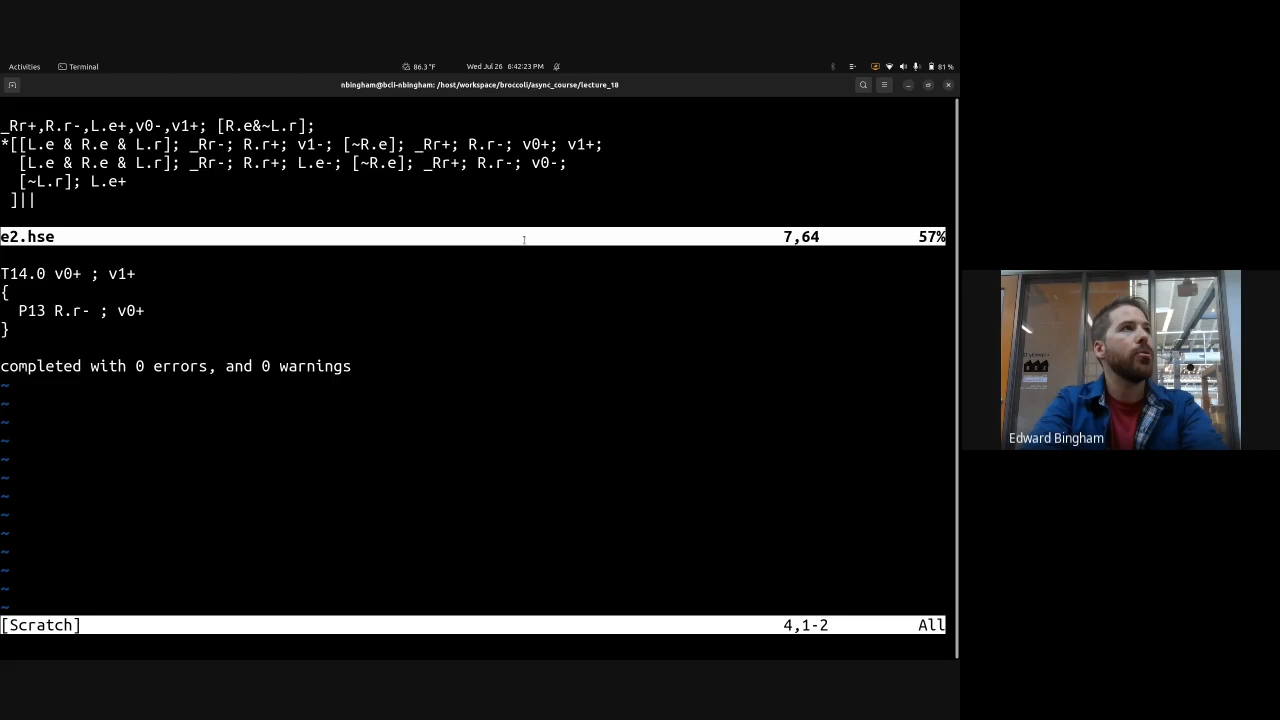 Activities
Terminal
86.3 °F
Wed Jul 26 6:42:23 PM
81 %
nbingham@bcli-nbingham: /host/workspace/broccoli/async_course/lecture_18
_Rr+,R.r-,L.e+,v0-,v1+; [R.e&~L.r];
*[[L.e & R.e & L.r]; _Rr-; R.r+; v1-; [~R.e]; _Rr+; R.r-; v0+; v1+;
[L.e & R.e & L.r]; _Rr-; R.r+; L.e-; [~R.e]; _Rr+; R.r-; v0-;
[~L.r]; L.e+
]||
e2.hse 7,64 57%
T14.0 v0+ ; v1+
{
P13 R.r- ; v0+
}
completed with 0 errors, and 0 warnings
~
~
~
~
~
~
~
~
~
~
~
~
~
[Scratch] 4,1-2 All
Edward Bingham